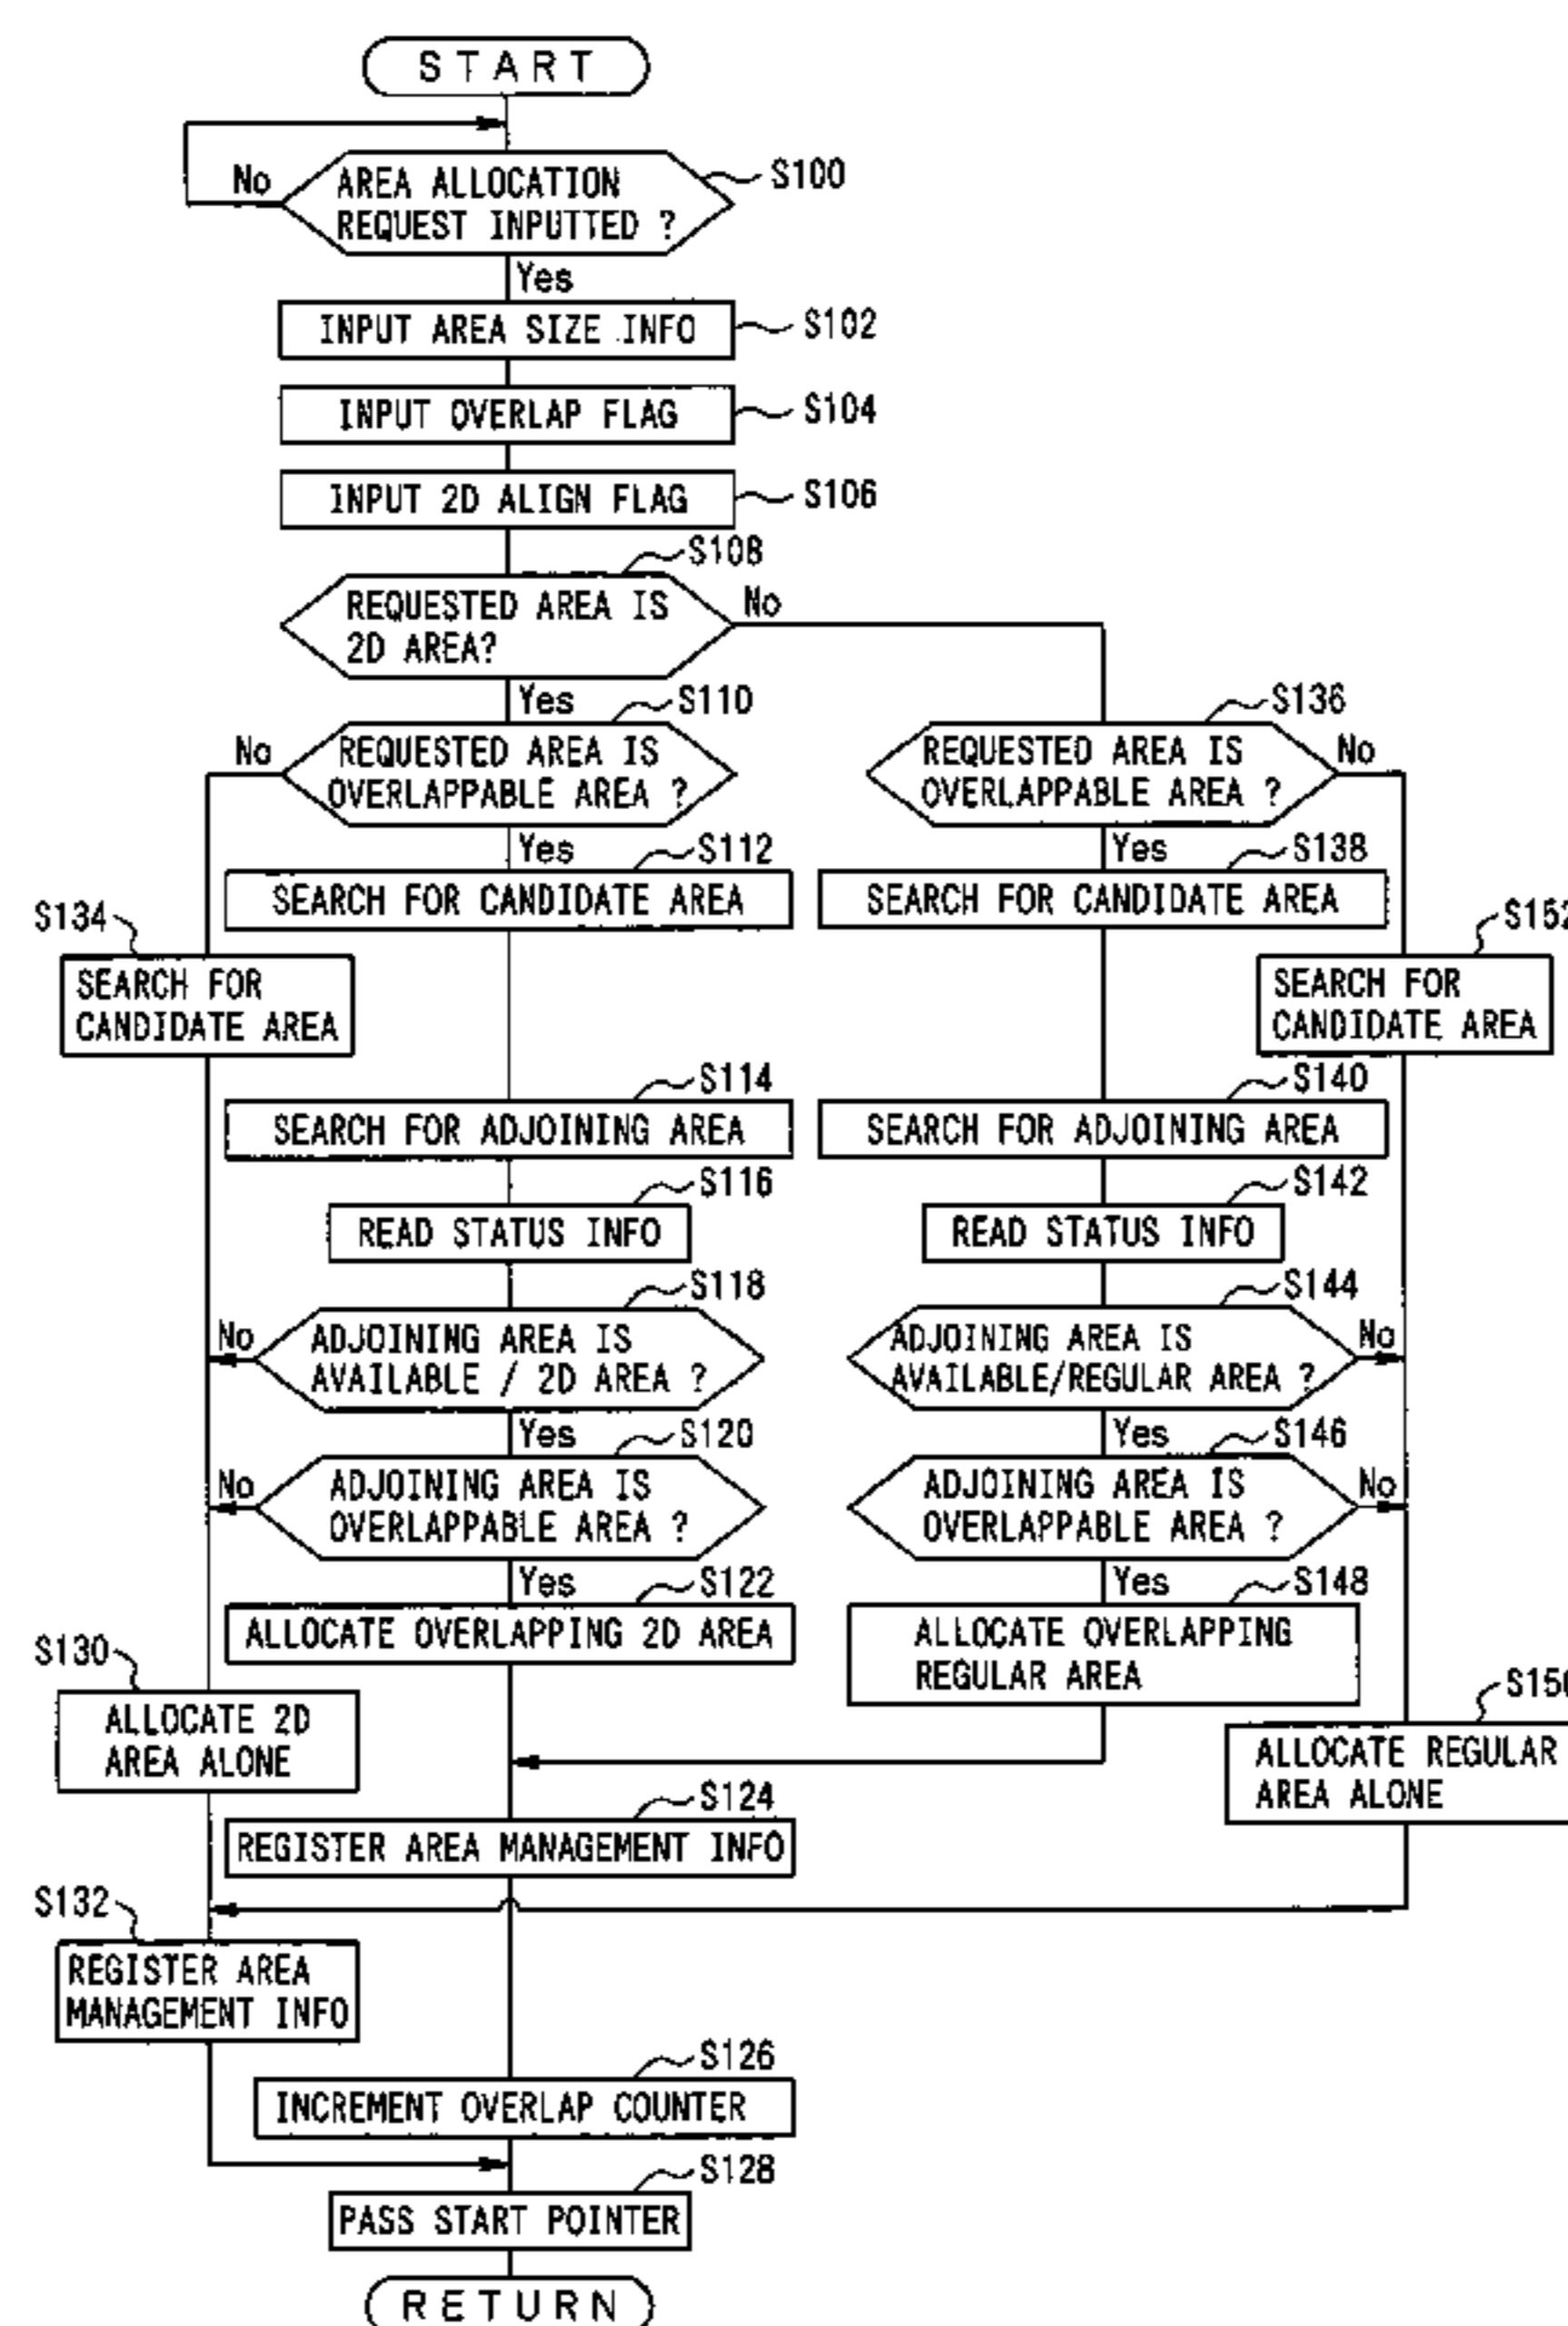 START
No
AREA ALLOCATION
REQUEST INPUTTED ?
S100
Yes
INPUT AREA SIZE INFO
S102
INPUT OVERLAP FLAG
S104
INPUT 2D ALIGN FLAG
S106
S108
REQUESTED AREA IS
2D AREA?
No
Yes
S110
No
REQUESTED AREA IS
OVERLAPPABLE AREA ?
S136
REQUESTED AREA IS
OVERLAPPABLE AREA ?
No
Yes
S112
SEARCH FOR CANDIDATE AREA
Yes
S138
SEARCH FOR CANDIDATE AREA
S134
SEARCH FOR
CANDIDATE AREA
S152
SEARCH FOR
CANDIDATE AREA
S114
SEARCH FOR ADJOINING AREA
S140
SEARCH FOR ADJOINING AREA
S116
READ STATUS INFO
S142
READ STATUS INFO
S118
No
ADJOINING AREA IS
AVAILABLE / 2D AREA ?
S144
ADJOINING AREA IS
AVAILABLE/REGULAR AREA ?
No
Yes
S120
No
ADJOINING AREA IS
OVERLAPPABLE AREA ?
Yes
S146
ADJOINING AREA IS
OVERLAPPABLE AREA ?
No
Yes
S122
ALLOCATE OVERLAPPING 2D AREA
Yes
S148
ALLOCATE OVERLAPPING
REGULAR AREA
S130
ALLOCATE 2D
AREA ALONE
S150
ALLOCATE REGULAR
AREA ALONE
S124
REGISTER AREA MANAGEMENT INFO
S132
REGISTER AREA
MANAGEMENT INFO
S126
INCREMENT OVERLAP COUNTER
S128
PASS START POINTER
RETURN